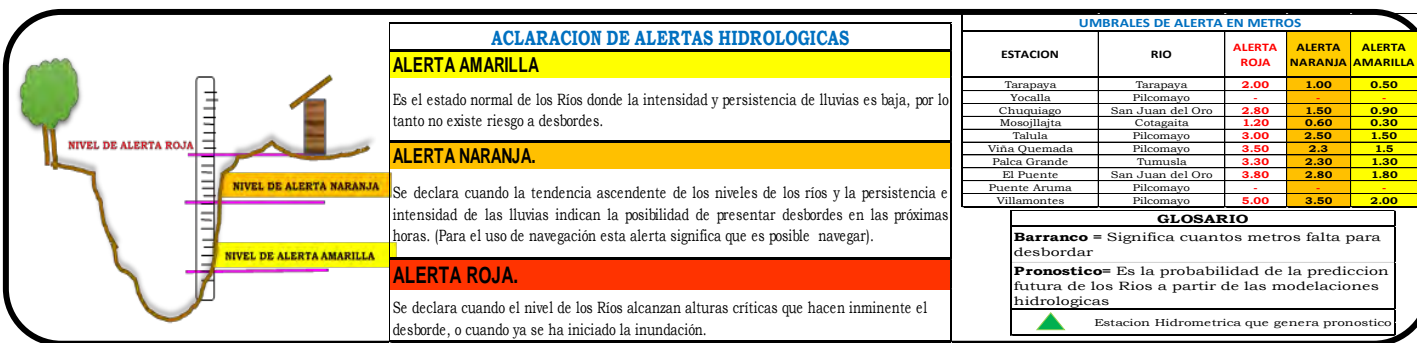 NIVEL DE ALERTA ROJA
NIVEL DE ALERTA NARANJA
NIVEL DE ALERTA AMARILLA
ACLARACION DE ALERTAS HIDROLOGICAS
ALERTA AMARILLA
Es el estado normal de los Ríos donde la intensidad y persistencia de lluvias es baja, por lo
tanto no existe riesgo a desbordes.
ALERTA NARANJA.
Se declara cuando la tendencia ascendente de los niveles de los ríos y la persistencia e
intensidad de las lluvias indican la posibilidad de presentar desbordes en las próximas
horas. (Para el uso de navegación esta alerta significa que es posible navegar).
ALERTA ROJA.
Se declara cuando el nivel de los Ríos alcanzan alturas críticas que hacen inminente el
desborde, o cuando ya se ha iniciado la inundación.
UMBRALES DE ALERTA EN METROS
ESTACION RIO ALERTA ROJA ALERTA NARANJA ALERTA AMARILLA
Tarapaya Tarapaya 2.00 1.00 0.50
Yocalla Pilcomayo - - -
Chuquiago San Juan del Oro 2.80 1.50 0.90
Mosojllajta Cotagaita 1.20 0.60 0.30
Talula Pilcomayo 3.00 2.50 1.50
Viña Quemada Pilcomayo 3.50 2.3 1.5
Palca Grande Tumusla 3.30 2.30 1.30
El Puente San Juan del Oro 3.80 2.80 1.80
Puente Aruma Pilcomayo - - -
Villamontes Pilcomayo 5.00 3.50 2.00
GLOSARIO
Barranco = Significa cuantos metros falta para
desbordar
Pronostico= Es la probabilidad de la prediccion
futura de los Rios a partir de las modelaciones
hidrologicas
Estacion Hidrometrica que genera pronostico